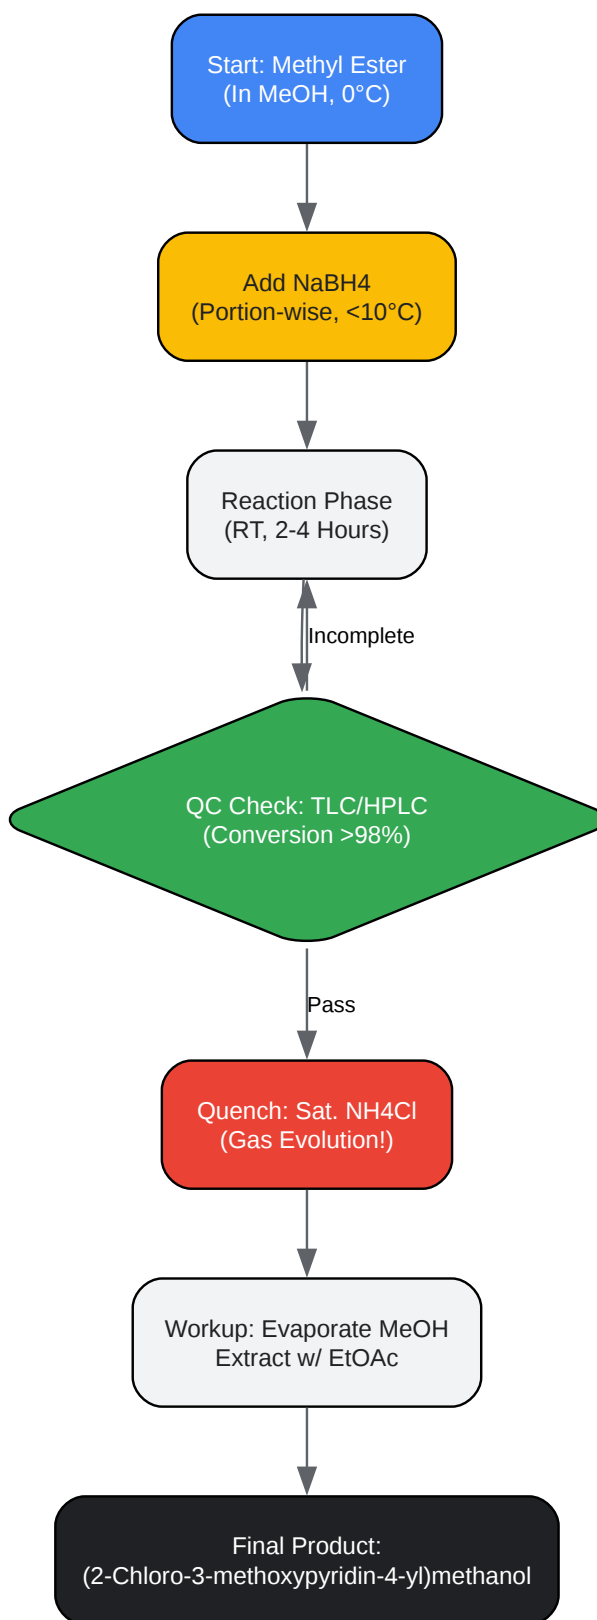 Start: Methyl Ester
(In MeOH, 0°C)
Add NaBH4
(Portion-wise, <10°C)
Reaction Phase
(RT, 2-4 Hours)
Incomplete
QC Check: TLC/HPLC
(Conversion >98%)
Pass
Quench: Sat. NH4Cl
(Gas Evolution!)
Workup: Evaporate MeOH
Extract w/ EtOAc
Final Product:
(2-Chloro-3-methoxypyridin-4-yl)methanol